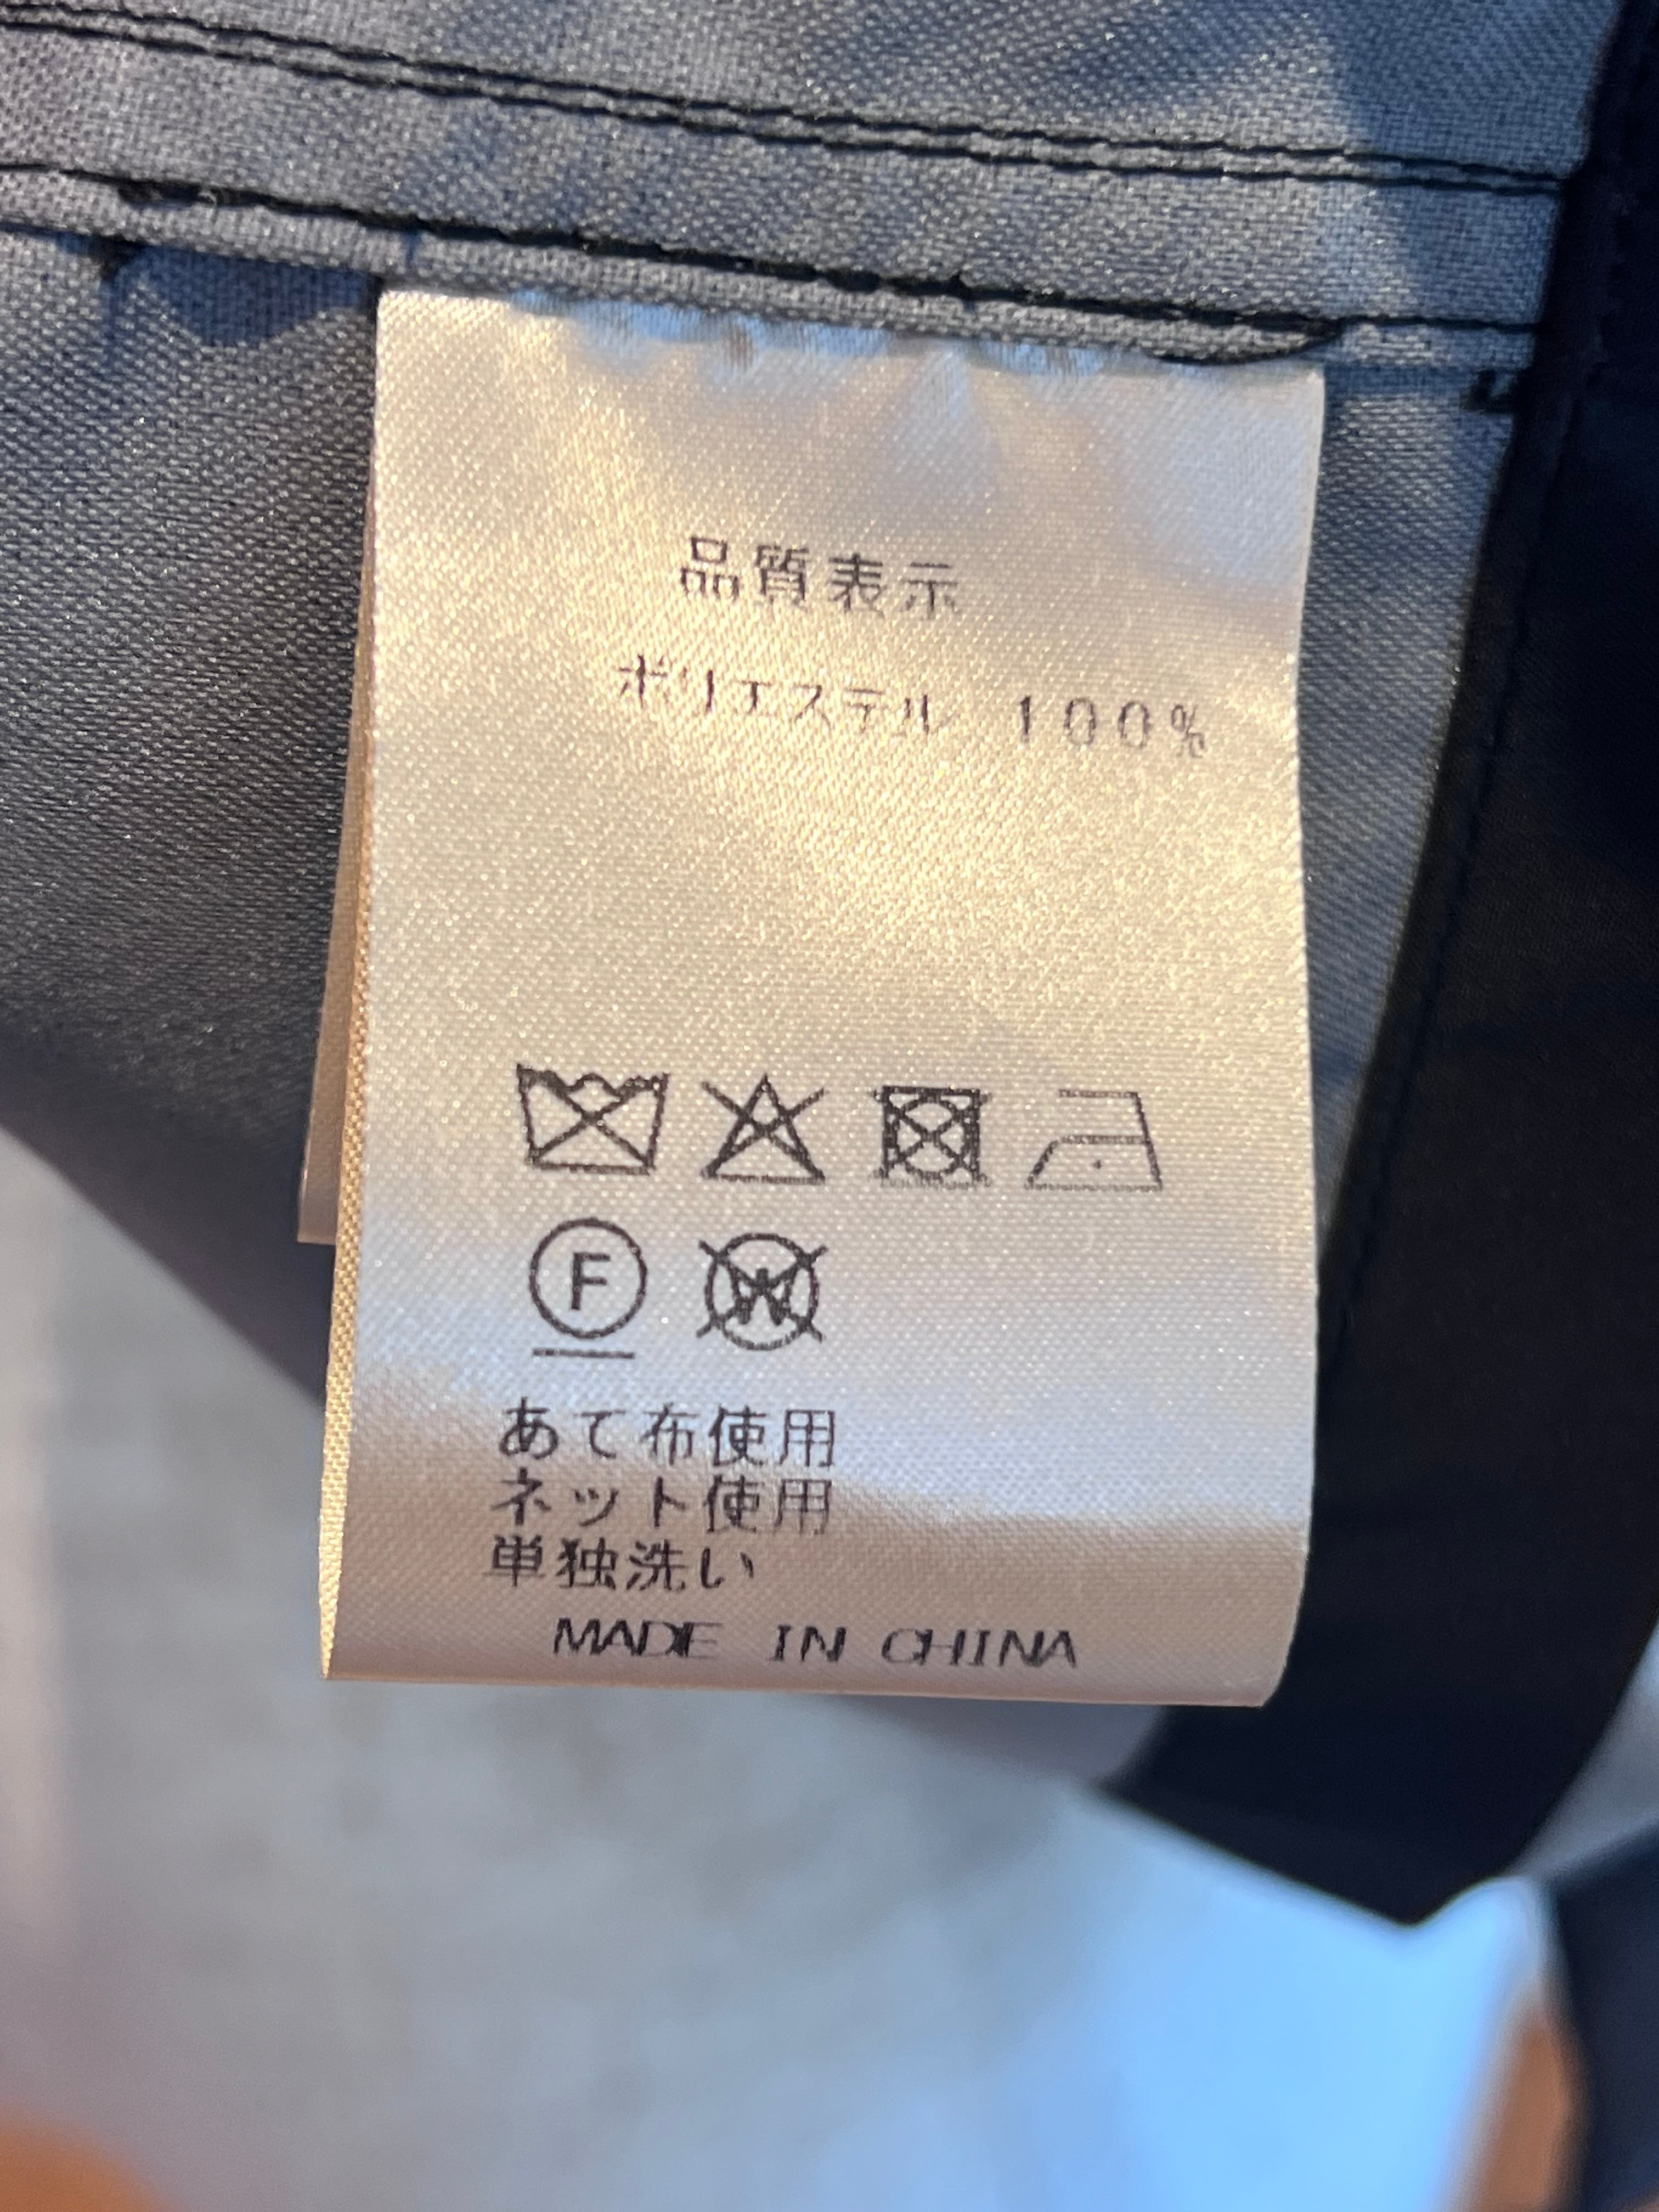 品質表示
ポリエステル 100%
F W
あて布使用
ネット使用
単独洗い
MADE IN CHINA